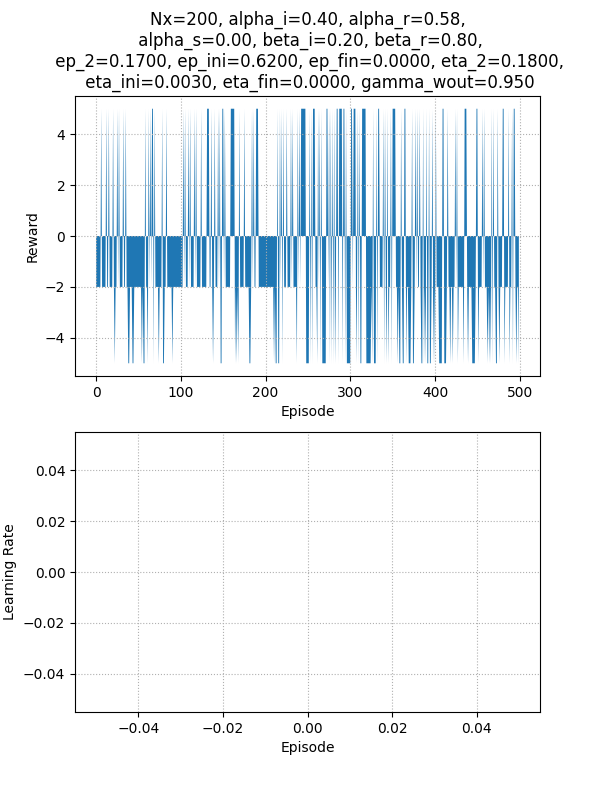 Nx=200, alpha_i=0.40, alpha_r=0.58,
alpha_s=0.00, beta_i=0.20, beta_r=0.80,
ep_2=0.1700, ep_ini=0.6200, ep_fin=0.0000, eta_2=0.1800,
eta_ini=0.0030, eta_fin=0.0000, gamma_wout=0.950
4
2
0
−2
−4
Reward
0 100 200 300 400 500
Episode
0.04
0.02
0.00
−0.02
−0.04
Learning Rate
−0.04 −0.02 0.00 0.02 0.04
Episode